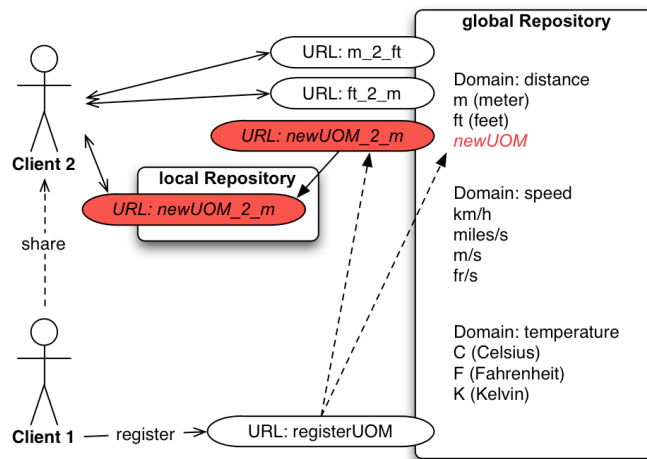 global Repository
URL: m_2_ft
URL: ft_2_m
URL: newUOM_2_m
Domain: distance
m (meter)
ft (feet)
newUOM
Client 2
local Repository
URL: newUOM_2_m
Domain: speed
km/h
miles/s
m/s
fr/s
share
Domain: temperature
C (Celsius)
F (Fahrenheit)
K (Kelvin)
Client 1
register
URL: registerUOM